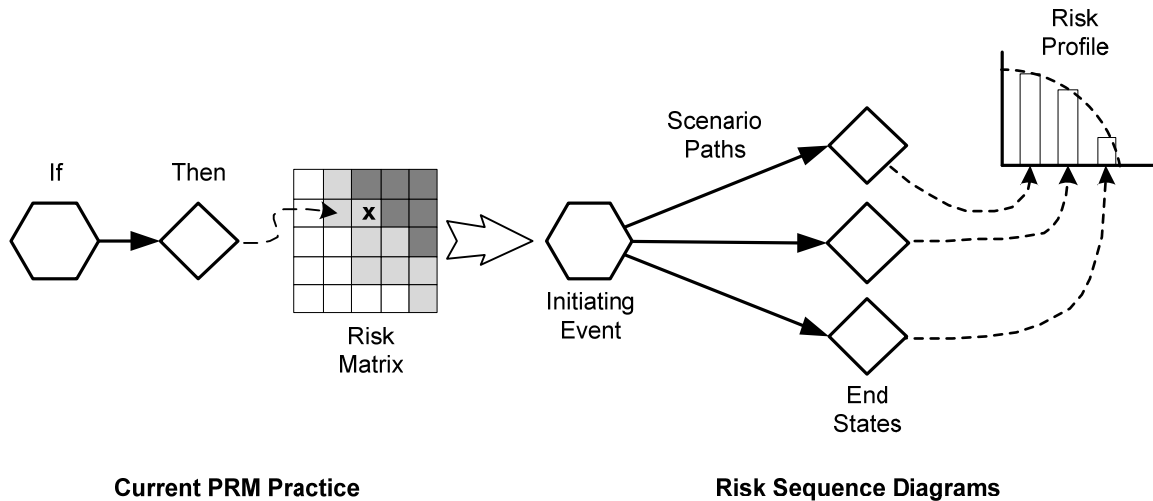 If
Then
x
Risk
Matrix
Initiating
Event
Scenario
Paths
End
States
Risk
Profile
Current PRM Practice
Risk Sequence Diagrams